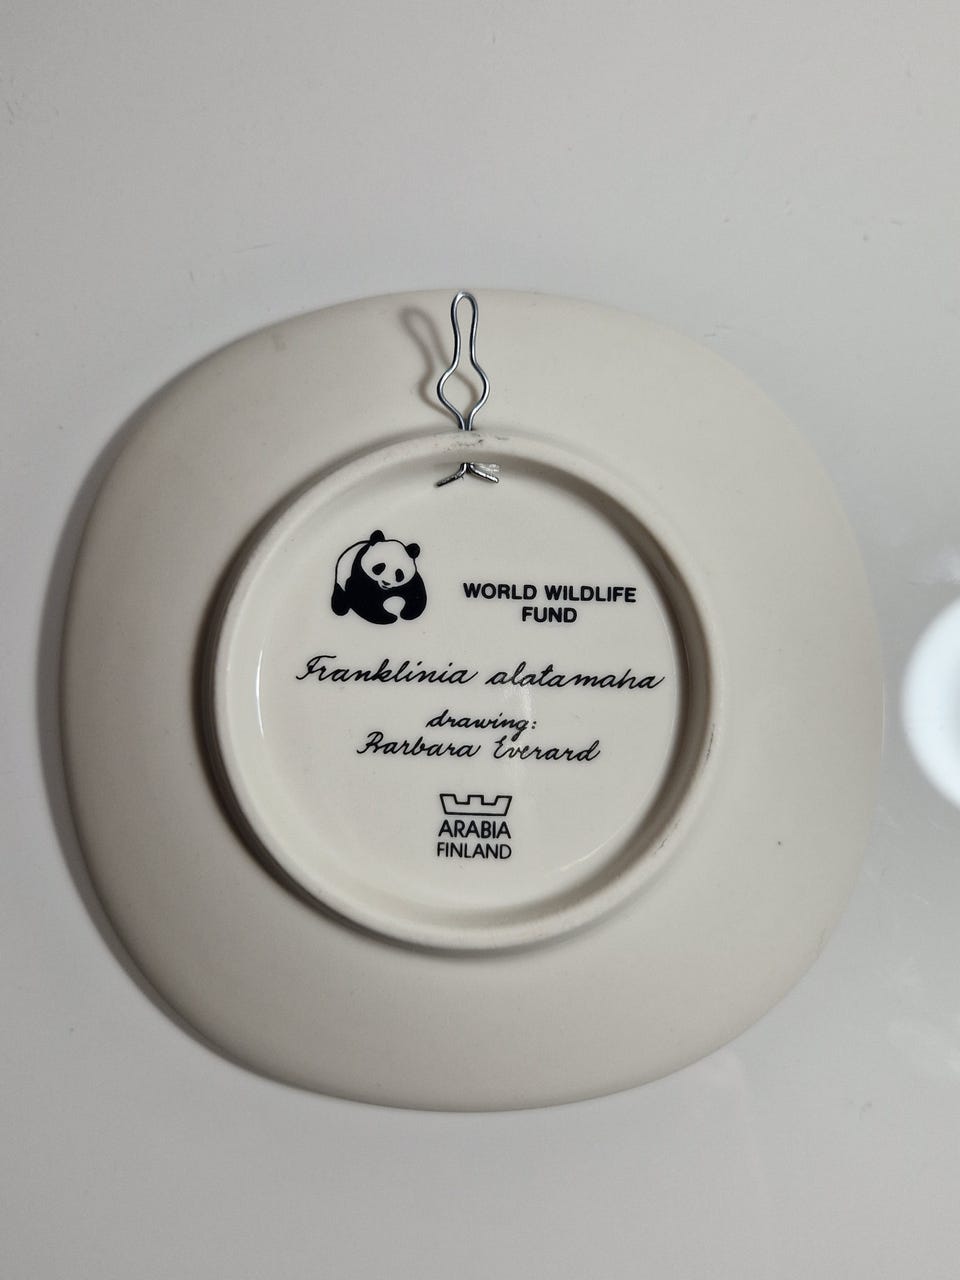 WORLD WILDLIFE
FUND
Franklinia alatamaha
drawing:
Barbara Everard
ARABIA
FINLAND